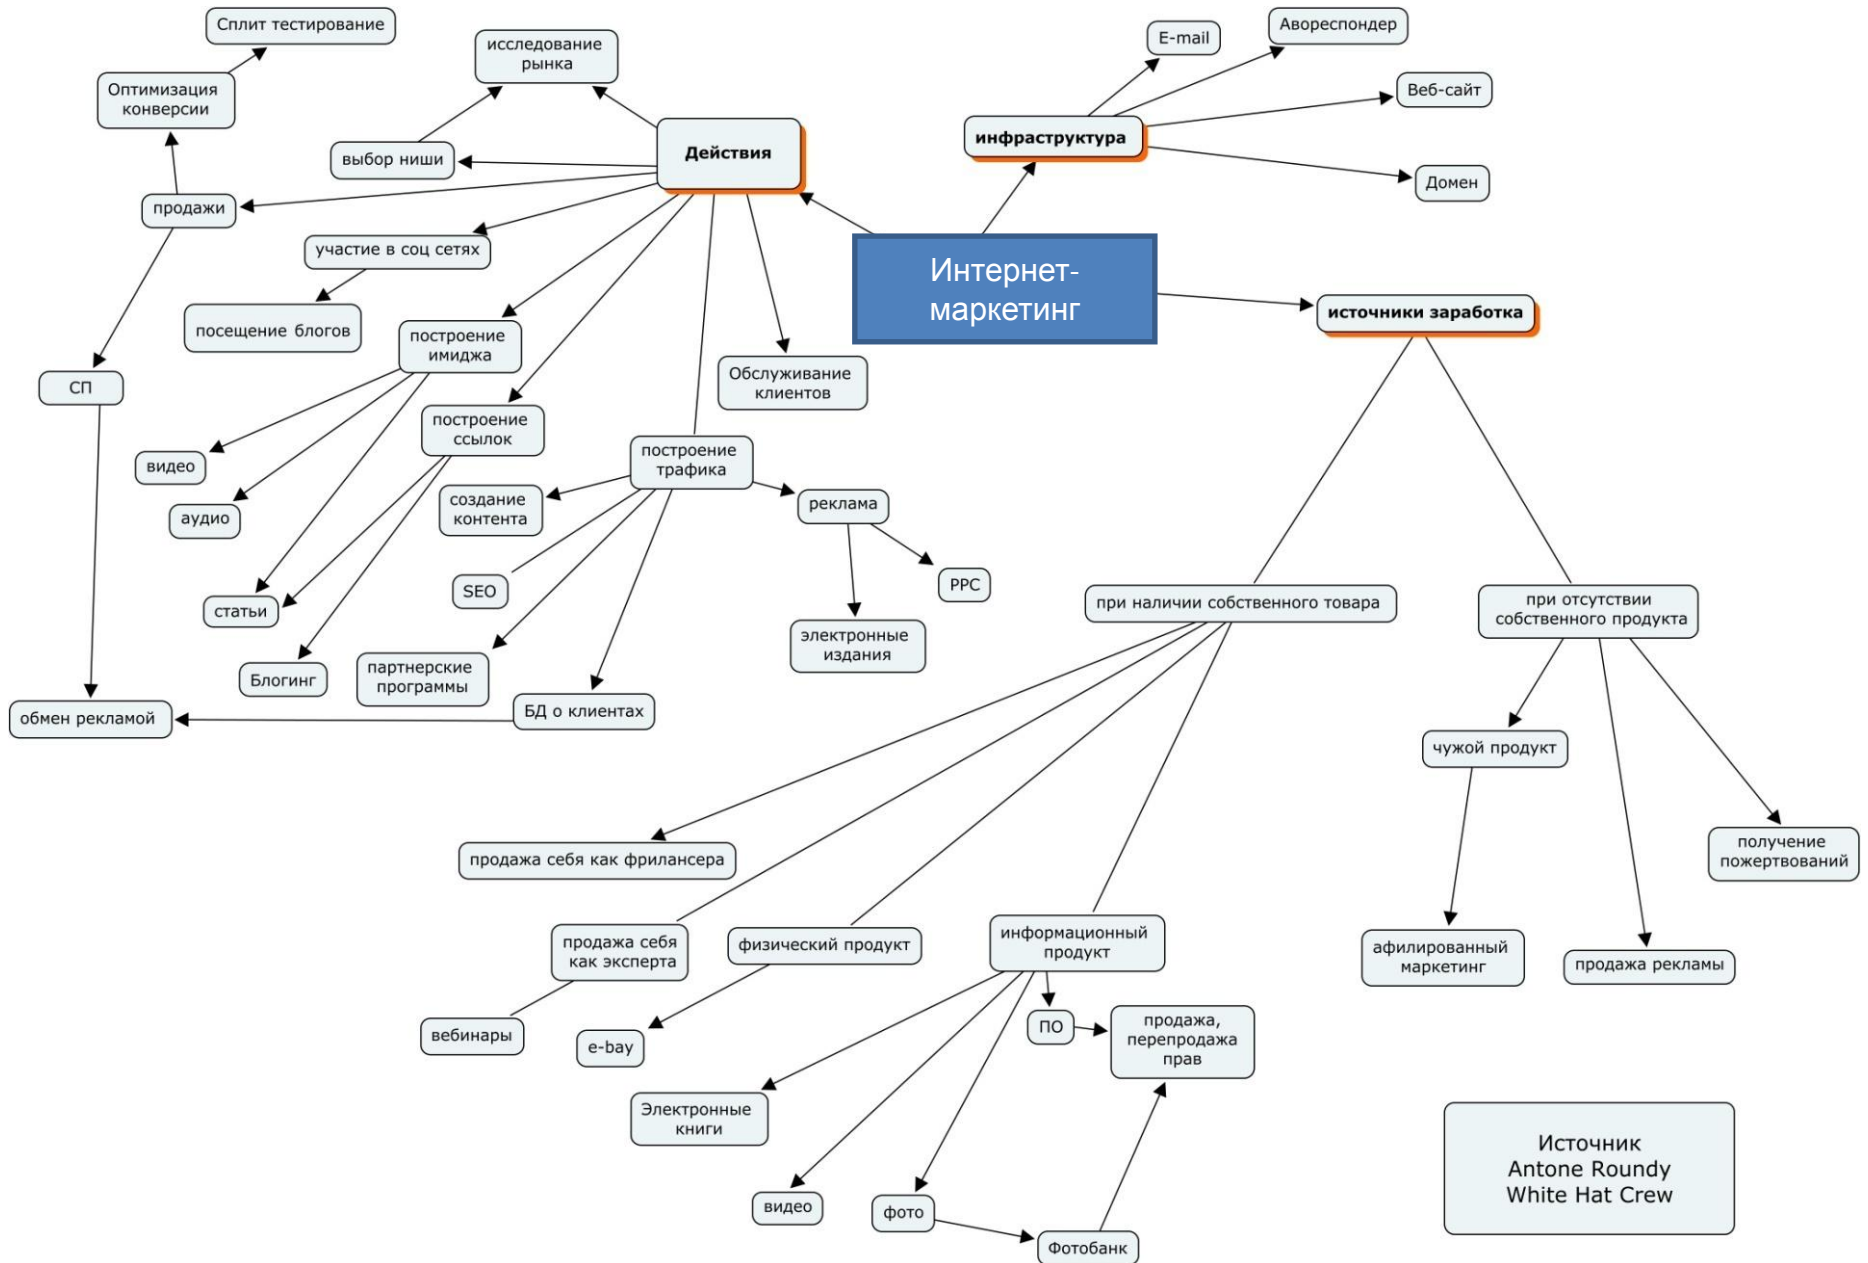 Сплит тестирование
исследование
рынка
E-mail
Авореспондер
Оптимизация
конверсии
Веб-сайт
выбор ниши
Действия
инфраструктура
Домен
продажи
участие в соц сетях
Интернет-
маркетинг
посещение блогов
построение
имиджа
источники заработка
СП
Обслуживание
клиентов
построение
ссылок
видео
построение
трафика
аудио
создание
контента
реклама
SEO
PPC
статьи
электронные
издания
при наличии собственного товара
при отсутствии
собственного продукта
Блогинг
партнерские
программы
обмен рекламой
БД о клиентах
чужой продукт
продажа себя как фрилансера
получение
пожертвований
продажа себя
как эксперта
физический продукт
информационный
продукт
афилированный
маркетинг
продажа рекламы
вебинары
e-bay
ПО
продажа,
перепродажа
прав
Электронные
книги
видео
фото
Фотобанк
Источник
Antone Roundy
White Hat Crew